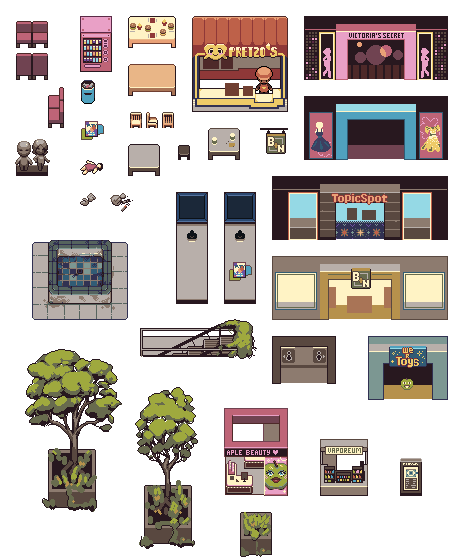 PRETZO'S
VICTORIA'S SECRET
B
N
TopicSpot
B
N
WE
Toys
APLE BEAUTY
VAPOREUM